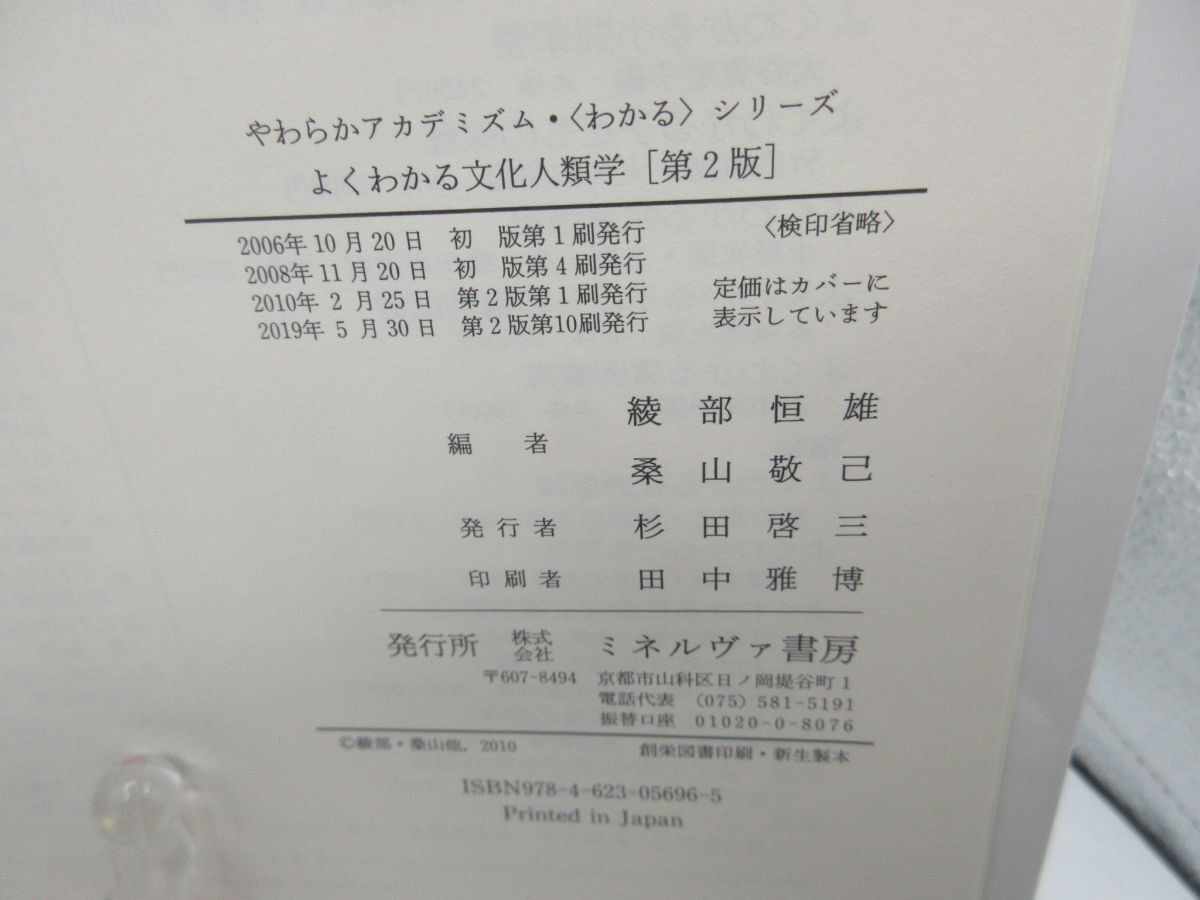 やわらかアカデミズム・〈わかる〉シリーズ
よくわかる文化人類学［第2版］
2006年10月20日 初 版第1刷発行 〈検印省略〉
2008年11月20日 初 版第4刷発行
2010年 2 月25日 第2版第1刷発行 定価はカバーに
2019年 5 月30日 第2版第10刷発行 表示しています
綾部恒雄
編者
桑山敬己
発行者 杉田啓三
印刷者 田中雅博
発行所 株式会社 ミネルヴァ書房
〒607-8494 京都市山科区日ノ岡堤谷町1
電話代表 (075) 581-5191
振替口座 01020-0-8076
©綾部・桑山他, 2010 創栄図書印刷・新生製本
ISBN978-4-623-05696-5
Printed in Japan